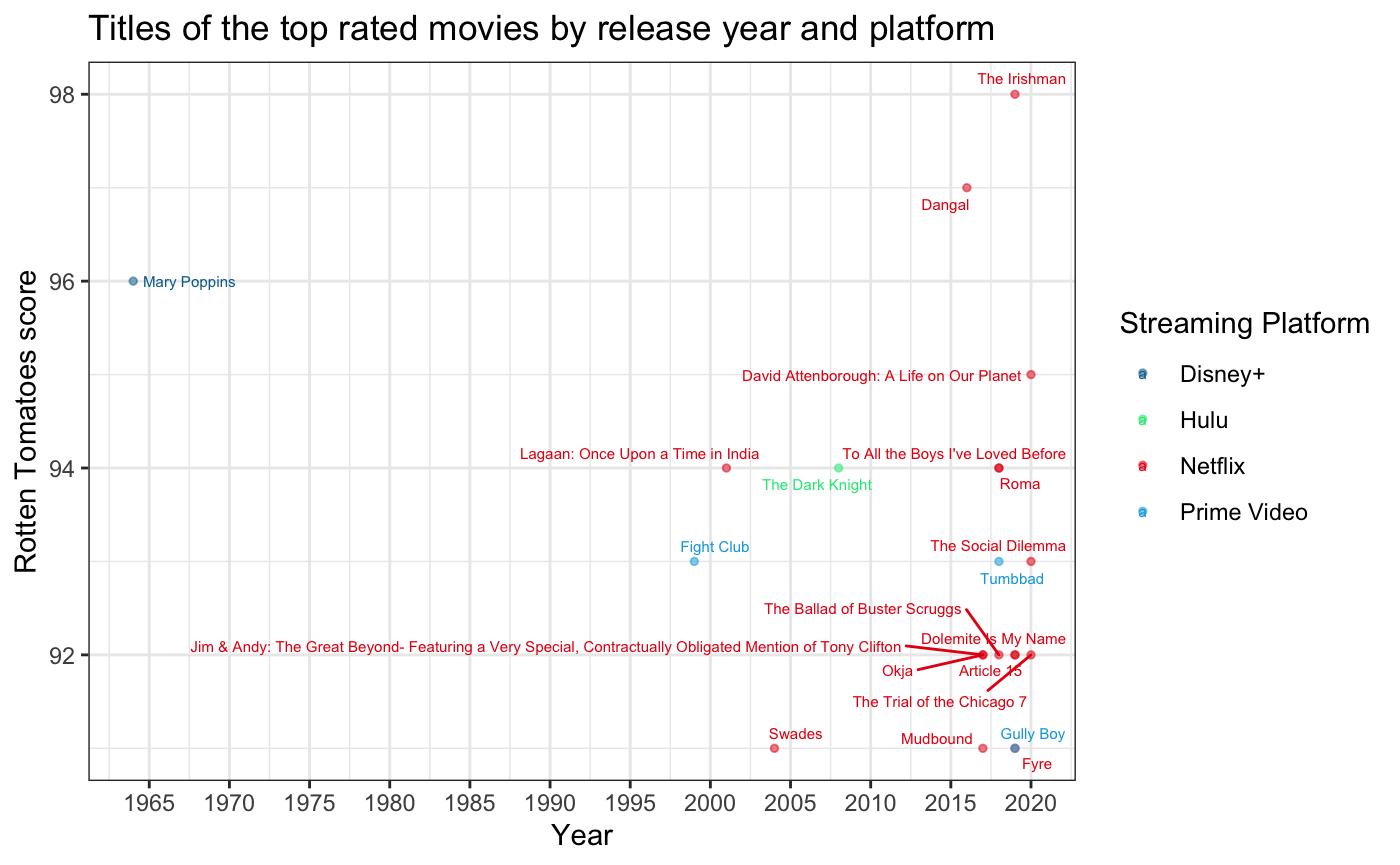 Titles of the top rated movies by release year and platform
Rotten Tomatoes score
98
96
94
92
The Irishman
Dangal
Mary Poppins
David Attenborough: A Life on Our Planet
Lagaan: Once Upon a Time in India
To All the Boys I've Loved Before
The Dark Knight
Roma
Fight Club
The Social Dilemma
Tumbbad
The Ballad of Buster Scruggs
Dolemite Is My Name
Jim & Andy: The Great Beyond- Featuring a Very Special, Contractually Obligated Mention of Tony Clifton
Okja
Article 15
The Trial of the Chicago 7
Swades
Mudbound
Gully Boy
Fyre
1965 1970 1975 1980 1985 1990 1995 2000 2005 2010 2015 2020
Year
Streaming Platform
a Disney+
a Hulu
a Netflix
a Prime Video